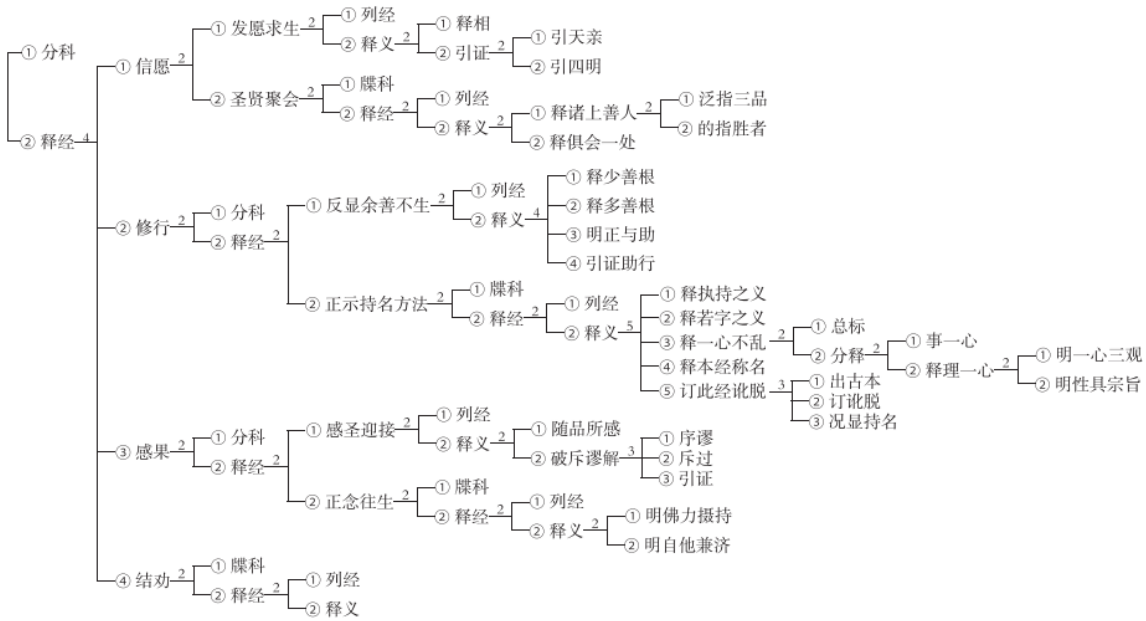 ① 分科
② 释经 4
① 信愿 2
① 发愿求生 2
① 列经
② 释义 2
① 释相
② 引证 2
① 引天亲
② 引四明
② 圣贤聚会 2
① 牒科
② 释经 2
① 列经
② 释义 2
① 释诸上善人 2
① 泛指三品
② 的指胜者
② 释俱会一处
② 修行 2
① 分科
② 释经 2
① 反显余善不生 2
① 列经
② 释义 4
① 释少善根
② 释多善根
③ 明正与助
④ 引证助行
② 正示持名方法 2
① 牒科
② 释经 2
① 列经
② 释义 5
① 释执持之义
② 释若字之义
③ 释一心不乱 2
① 总标
② 分释 2
① 事一心
② 释理一心 2
① 明一心三观
② 明性具宗旨
④ 释本经称名
⑤ 订此经讹脱 3
① 出古本
② 订讹脱
③ 况显持名
③ 感果 2
① 分科
② 释经 2
① 感圣迎接 2
① 列经
② 释义 2
① 随品所感
② 破斥谬解 3
① 序谬
② 斥过
③ 引证
② 正念往生 2
① 牒科
② 释经 2
① 列经
② 释义 2
① 明佛力摄持
② 明自他兼济
④ 结劝 2
① 牒科
② 释经 2
① 列经
② 释义